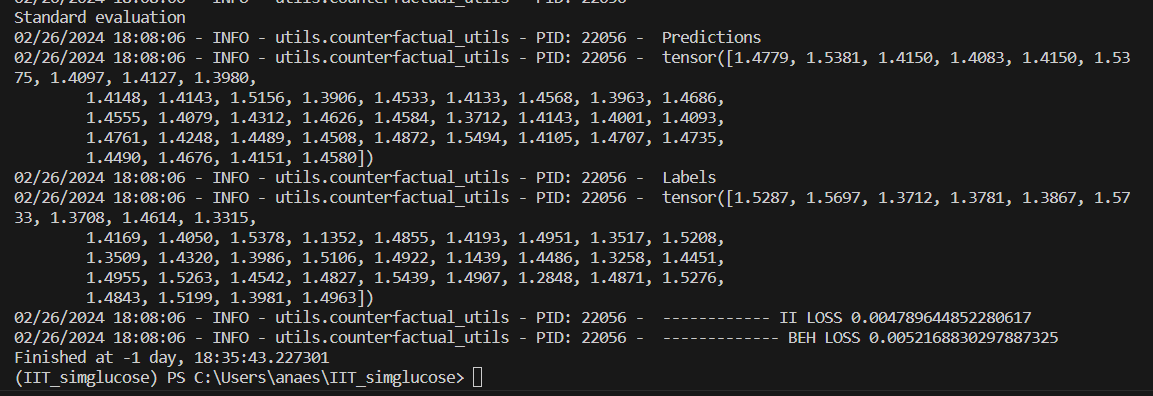 Standard evaluation
02/26/2024 18:08:06 - INFO - utils.counterfactual_utils - PID: 22056 -  Predictions
02/26/2024 18:08:06 - INFO - utils.counterfactual_utils - PID: 22056 -  tensor([1.4779, 1.5381, 1.4150, 1.4083, 1.4150, 1.53
75, 1.4097, 1.4127, 1.3980,
        1.4148, 1.4143, 1.5156, 1.3906, 1.4533, 1.4133, 1.4568, 1.3963, 1.4686,
        1.4555, 1.4079, 1.4312, 1.4626, 1.4584, 1.3712, 1.4143, 1.4001, 1.4093,
        1.4761, 1.4248, 1.4489, 1.4508, 1.4872, 1.5494, 1.4105, 1.4707, 1.4735,
        1.4490, 1.4676, 1.4151, 1.4580])
02/26/2024 18:08:06 - INFO - utils.counterfactual_utils - PID: 22056 -  Labels
02/26/2024 18:08:06 - INFO - utils.counterfactual_utils - PID: 22056 -  tensor([1.5287, 1.5697, 1.3712, 1.3781, 1.3867, 1.57
33, 1.3708, 1.4614, 1.3315,
        1.4169, 1.4050, 1.5378, 1.1352, 1.4855, 1.4193, 1.4951, 1.3517, 1.5208,
        1.3509, 1.4320, 1.3986, 1.5106, 1.4922, 1.1439, 1.4486, 1.3258, 1.4451,
        1.4955, 1.5263, 1.4542, 1.4827, 1.5439, 1.4907, 1.2848, 1.4871, 1.5276,
        1.4843, 1.5199, 1.3981, 1.4963])
02/26/2024 18:08:06 - INFO - utils.counterfactual_utils - PID: 22056 -  ------------ II LOSS 0.004789644852280617
02/26/2024 18:08:06 - INFO - utils.counterfactual_utils - PID: 22056 -  ------------- BEH LOSS 0.0052168830297887325
Finished at -1 day, 18:35:43.227301
(IIT_simglucose) PS C:\Users\anaes\IIT_simglucose>